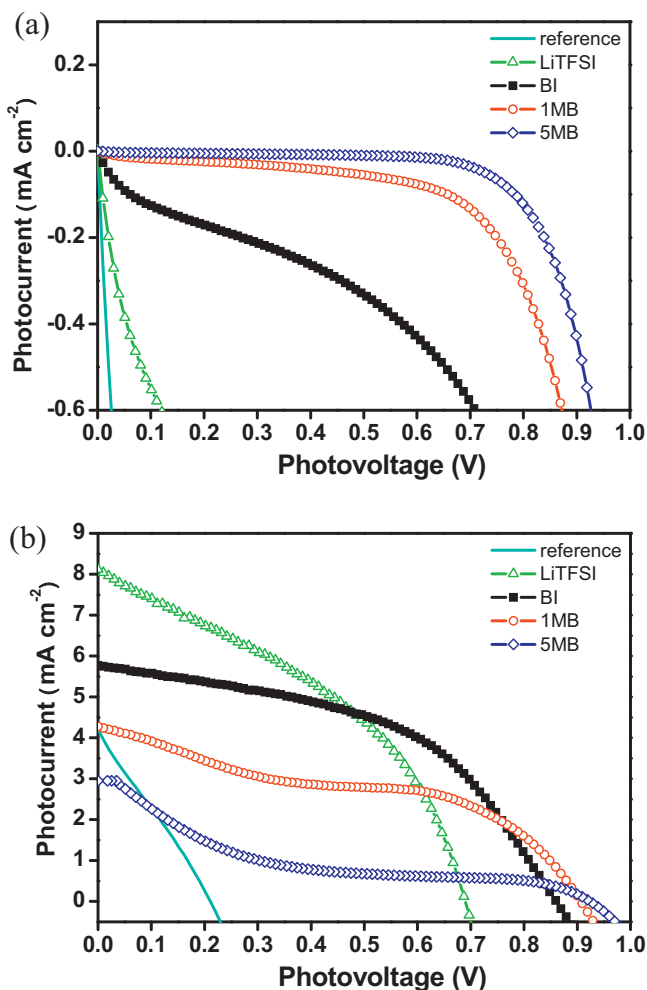 (a)
0.2
0.0
-0.2
-0.4
-0.6
Photocurrent (mA cm-2)
reference
LiTFSI
BI
1MB
5MB
0.0 0.1 0.2 0.3 0.4 0.5 0.6 0.7 0.8 0.9 1.0
Photovoltage (V)
(b)
9
8
7
6
5
4
3
2
1
0
Photocurrent (mA cm-2)
reference
LiTFSI
BI
1MB
5MB
0.0 0.1 0.2 0.3 0.4 0.5 0.6 0.7 0.8 0.9 1.0
Photovoltage (V)